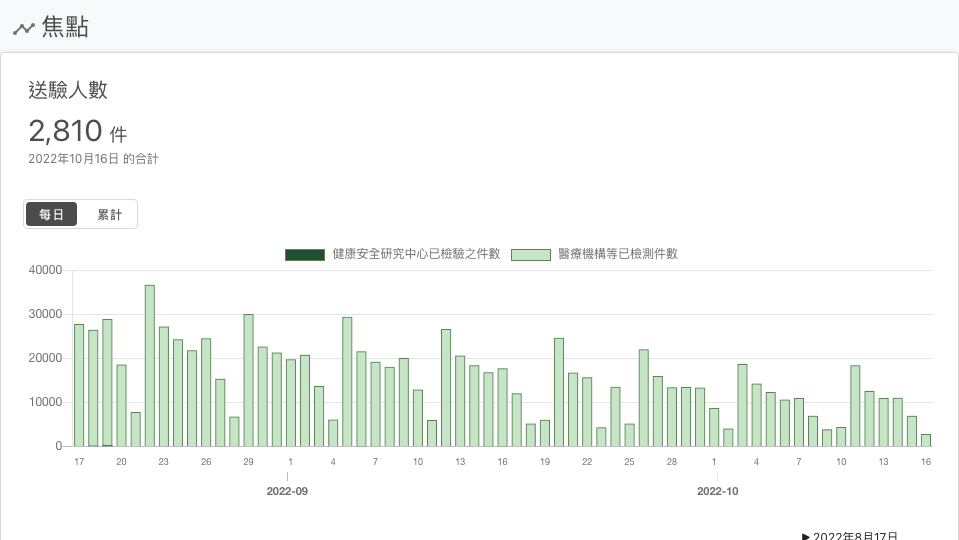 焦點
送驗人數
2,810 件
2022年10月16日 的合計
每日 累計
健康安全研究中心已檢驗之件數 醫療機構等已檢測件數
40000
30000
20000
10000
0
17 20 23 26 29 1 4 7 10 13 16 19 22 25 28 1 4 7 10 13 16
2022-09 2022-10
▶ 2022年8月17日